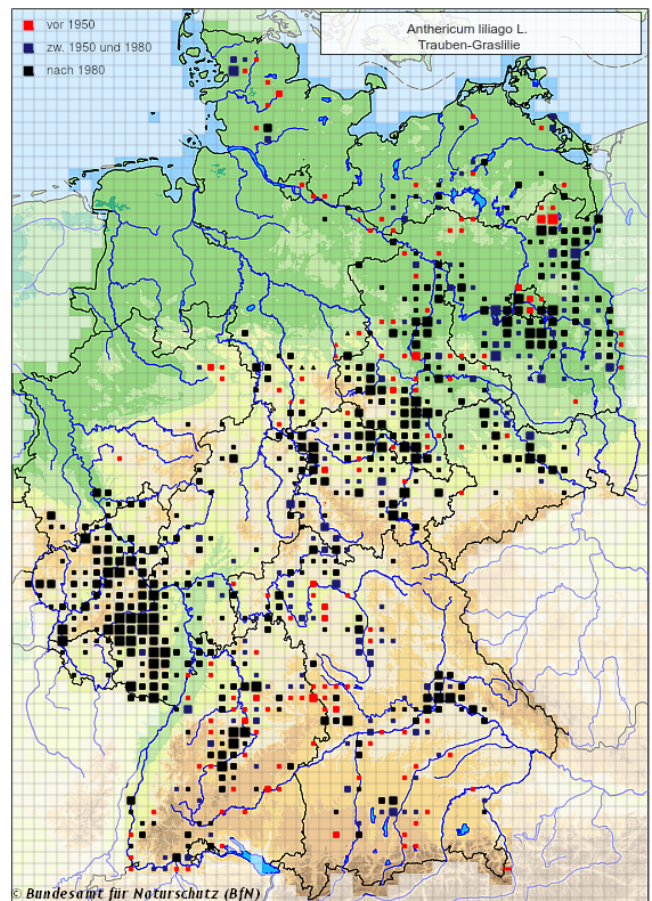 Anthericum liliago L.
Trauben-Graslilie
vor 1950
zw. 1950 und 1980
nach 1980
© Bundesamt für Naturschutz (BfN)